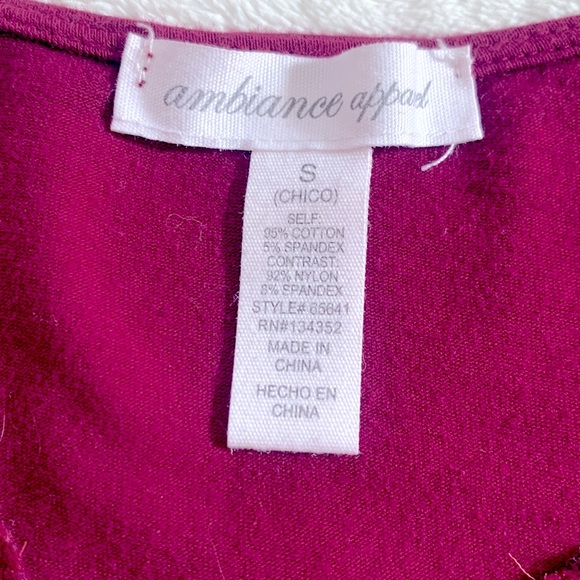 ambiance apparel
S
(CHICO)
SELF:
95% COTTON
5% SPANDEX
CONTRAST:
92% NYLON
8% SPANDEX
STYLE# 65641
RN#134352
MADE IN
CHINA
HECHO EN
CHINA